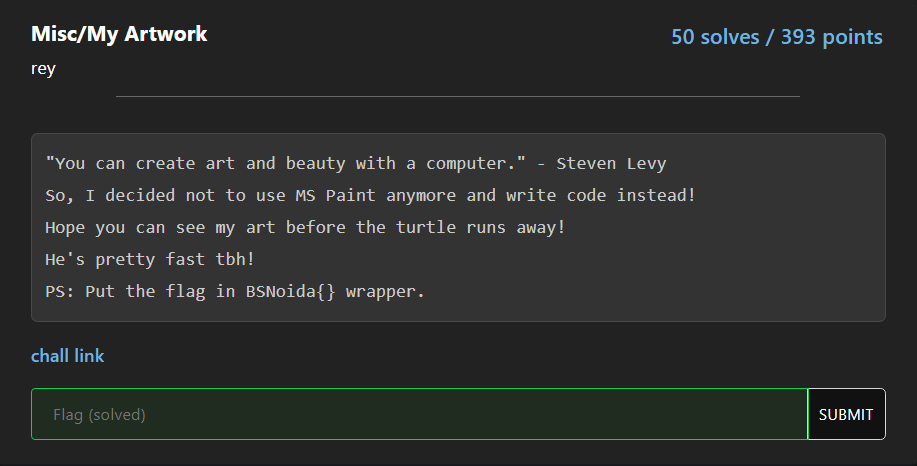 Misc/My Artwork
50 solves / 393 points
rey
"You can create art and beauty with a computer." - Steven Levy
So, I decided not to use MS Paint anymore and write code instead!
Hope you can see my art before the turtle runs away!
He's pretty fast tbh!
PS: Put the flag in BSNoida{} wrapper.
chall link
Flag (solved)
SUBMIT